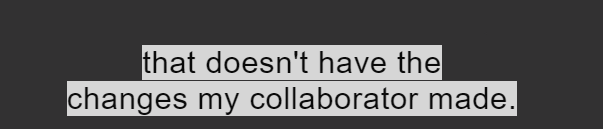 that doesn't have the
changes my collaborator made.